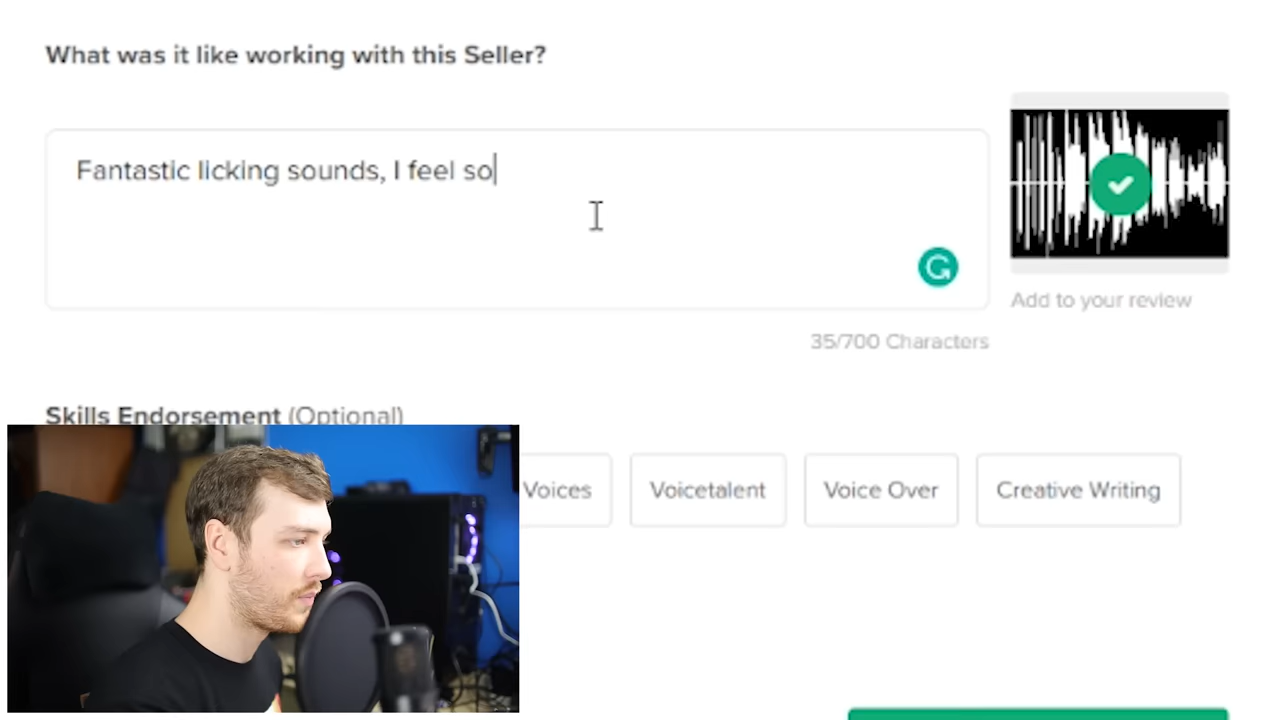 What was it like working with this Seller?
Fantastic licking sounds, I feel so
Add to your review
35/700 Characters
Skills Endorsement (Optional)
Voices
Voicetalent
Voice Over
Creative Writing